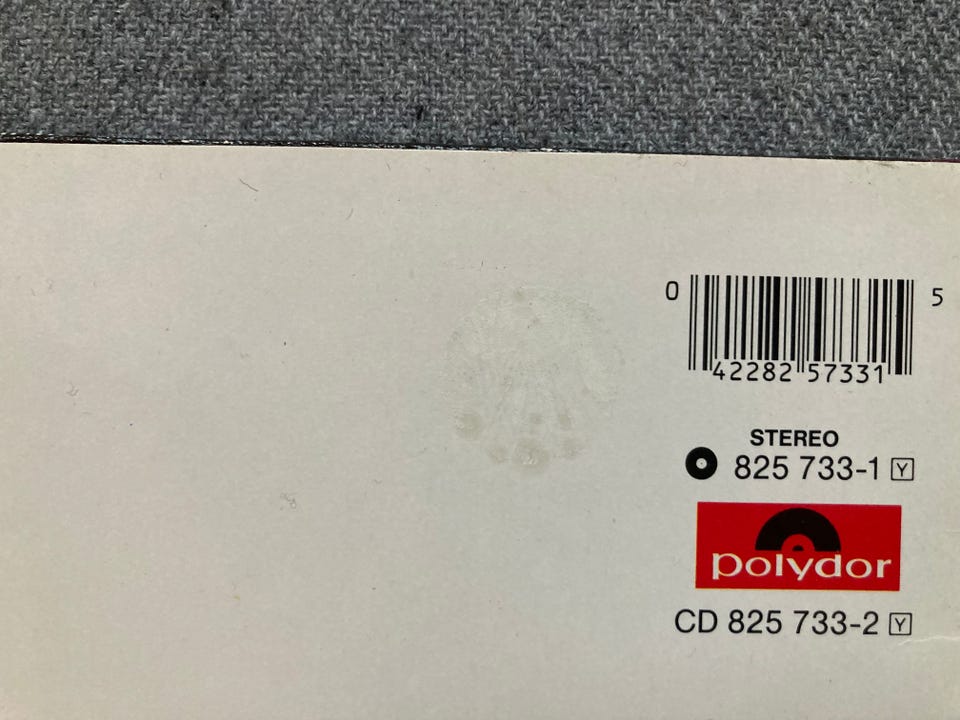 0 42282 57331 5
STEREO
825 733-1 Y
polydor
CD 825 733-2 Y